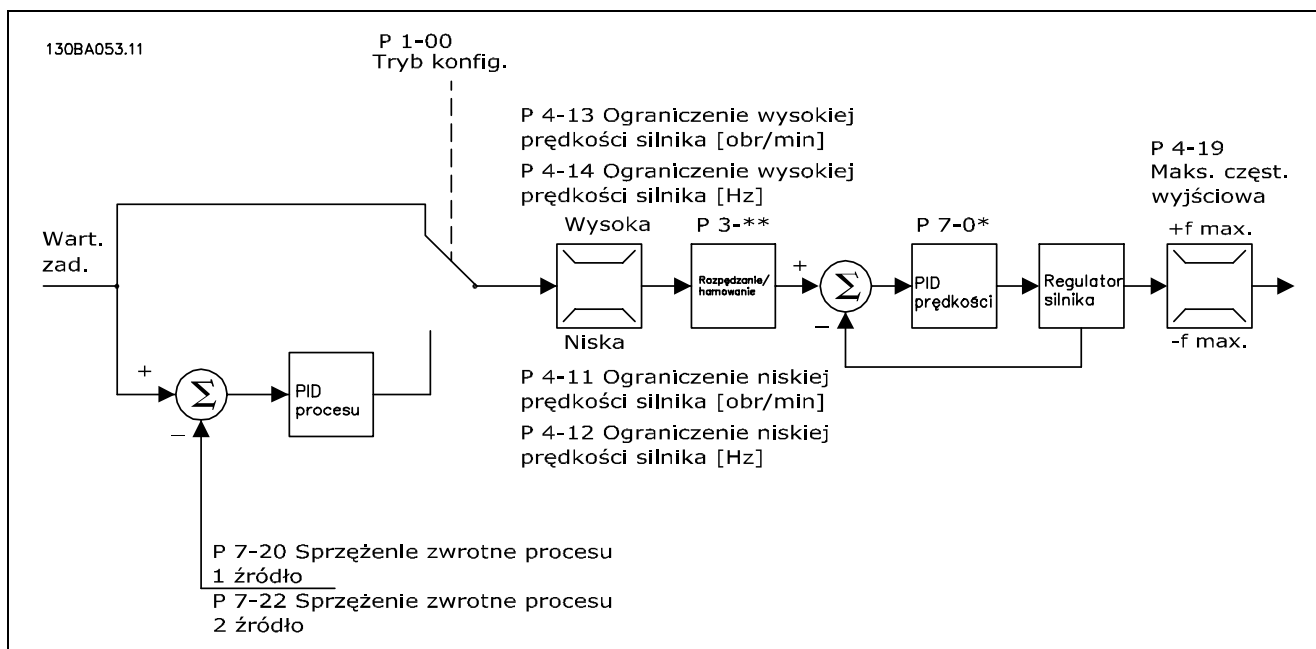 130BA053.11
P 1-00
Tryb konfig.
P 4-13 Ograniczenie wysokiej
prędkości silnika [obr/min]
P 4-14 Ograniczenie wysokiej
prędkości silnika [Hz]
P 4-19
Maks. częst.
wyjściowa
Wart.
zad.
Wysoka
P 3-**
P 7-0*
+f max.
+
Σ
−
Rozpędzanie/
hamowanie
PID
prędkości
Regulator
silnika
Niska
-f max.
+
Σ
−
PID
procesu
P 4-11 Ograniczenie niskiej
prędkości silnika [obr/min]
P 4-12 Ograniczenie niskiej
prędkości silnika [Hz]
P 7-20 Sprzężenie zwrotne procesu
1 źródło
P 7-22 Sprzężenie zwrotne procesu
2 źródło